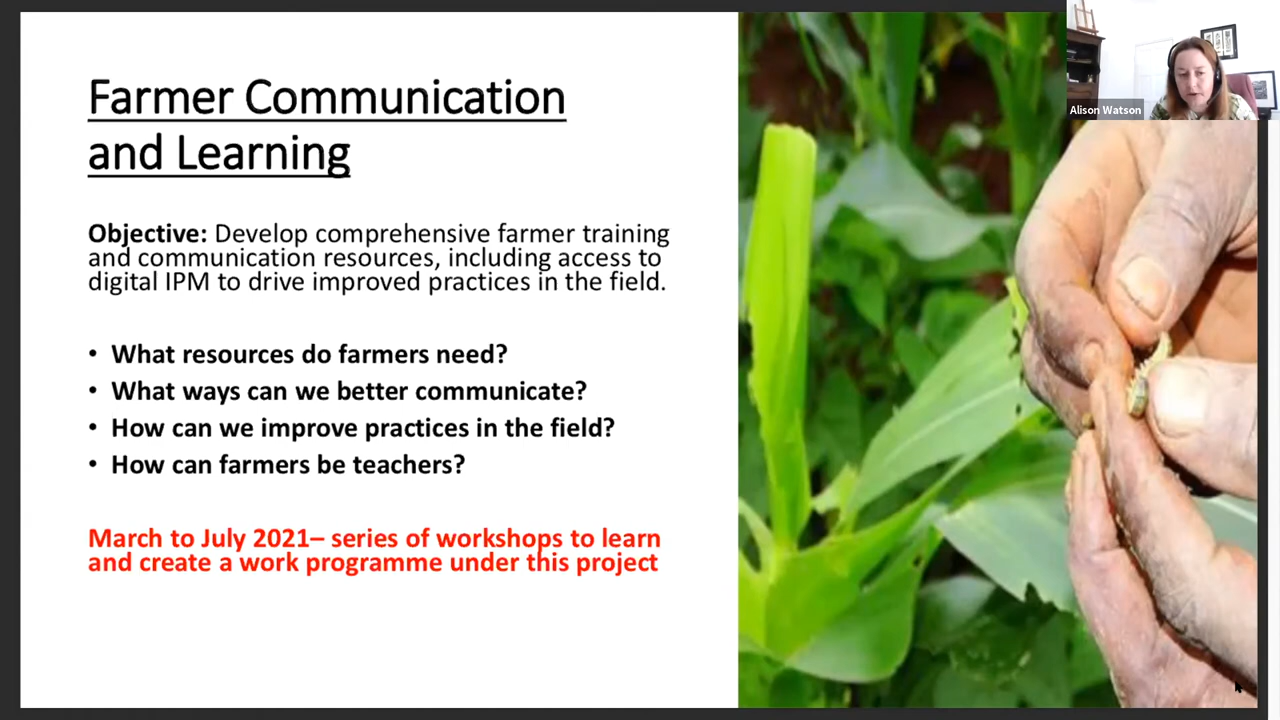 Farmer Communication
and Learning
Objective: Develop comprehensive farmer training
and communication resources, including access to
digital IPM to drive improved practices in the field.
• What resources do farmers need?
• What ways can we better communicate?
• How can we improve practices in the field?
• How can farmers be teachers?
March to July 2021– series of workshops to learn
and create a work programme under this project
Alison Watson